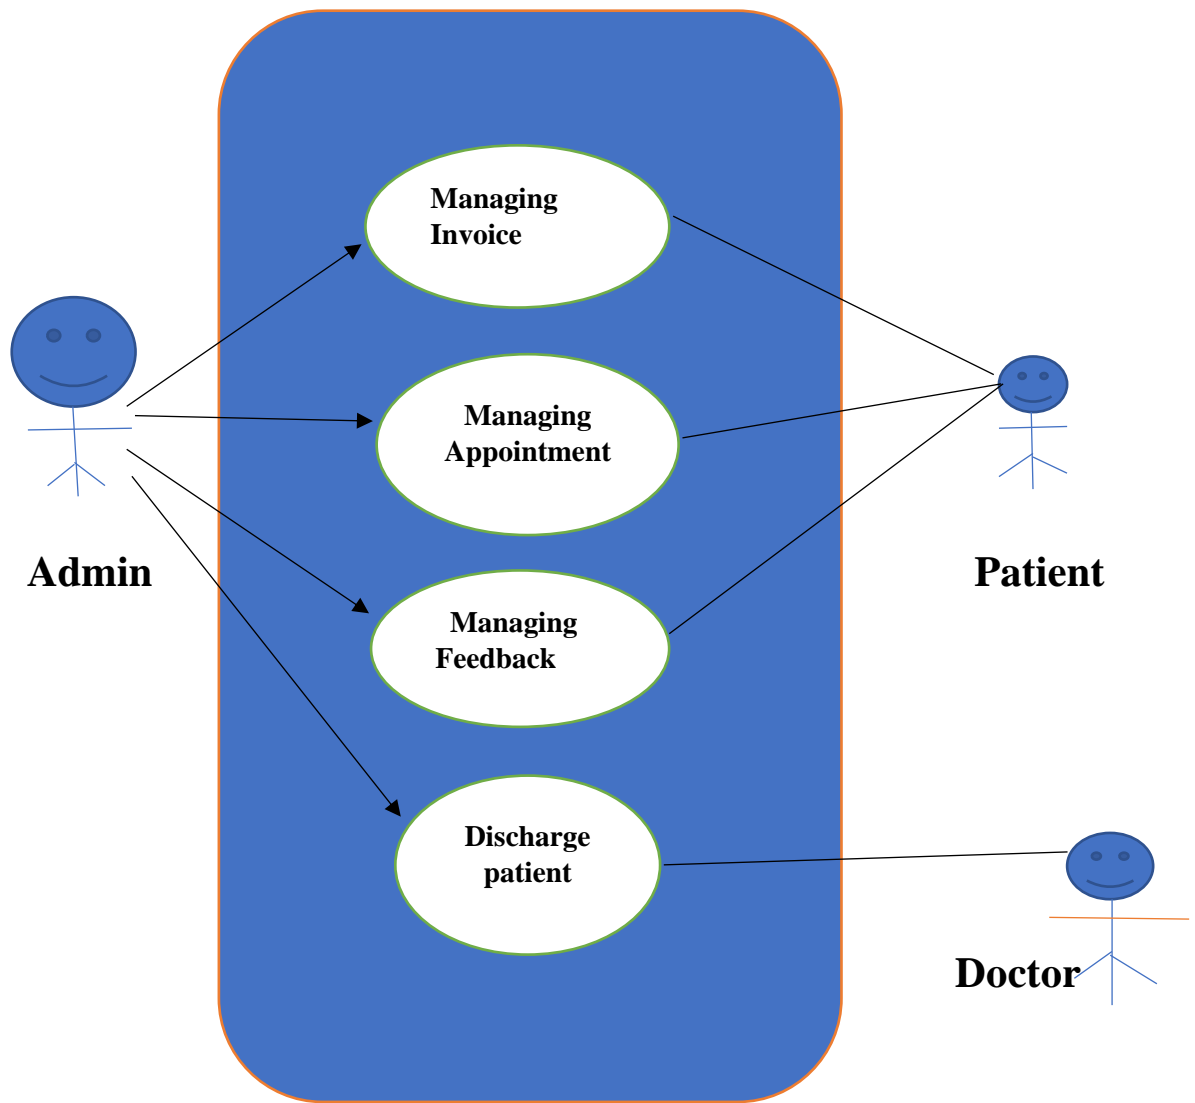 Managing
Invoice
Managing
Appointment
Admin
Patient
Managing
Feedback
Discharge
patient
Doctor